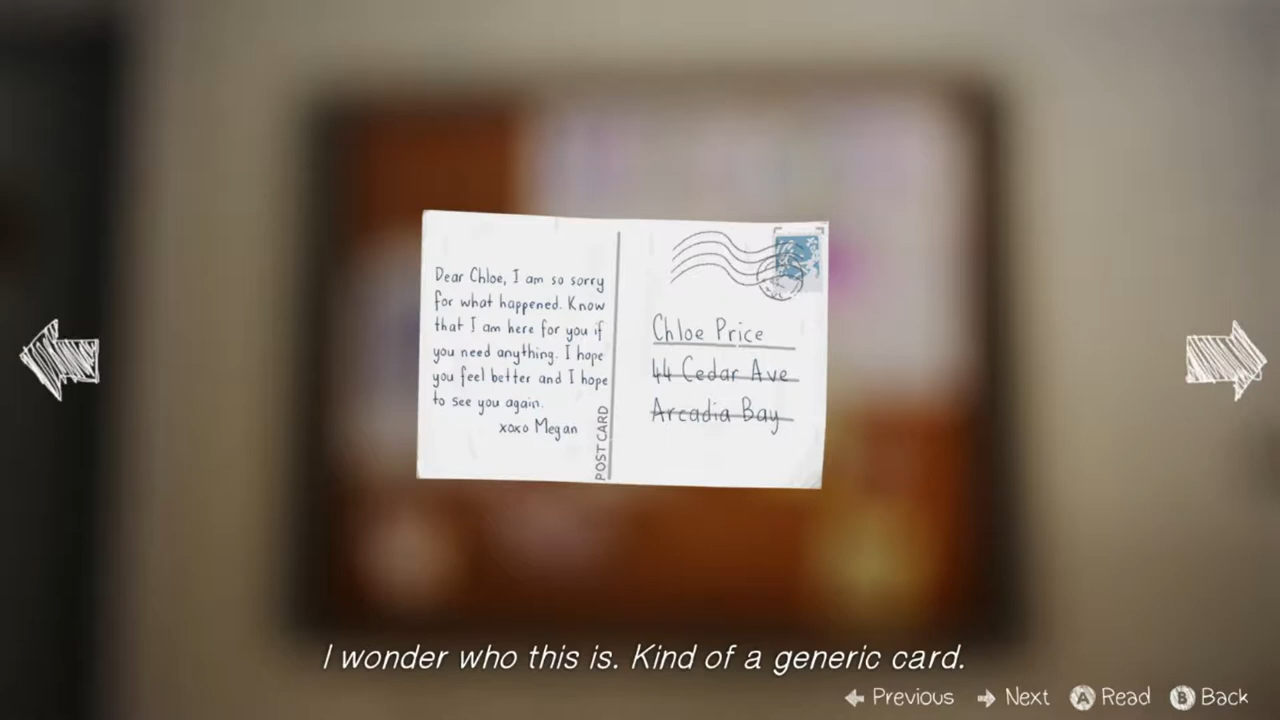 Dear Chloe, I am so sorry
for what happened. Know
that I am here for you if
you need anything. I hope
you feel better and I hope
to see you again.
xoxo Megan
POSTCARD
Chloe Price
44 Cedar Ave
Arcadia Bay
I wonder who this is. Kind of a generic card.
Previous Next A Read B Back